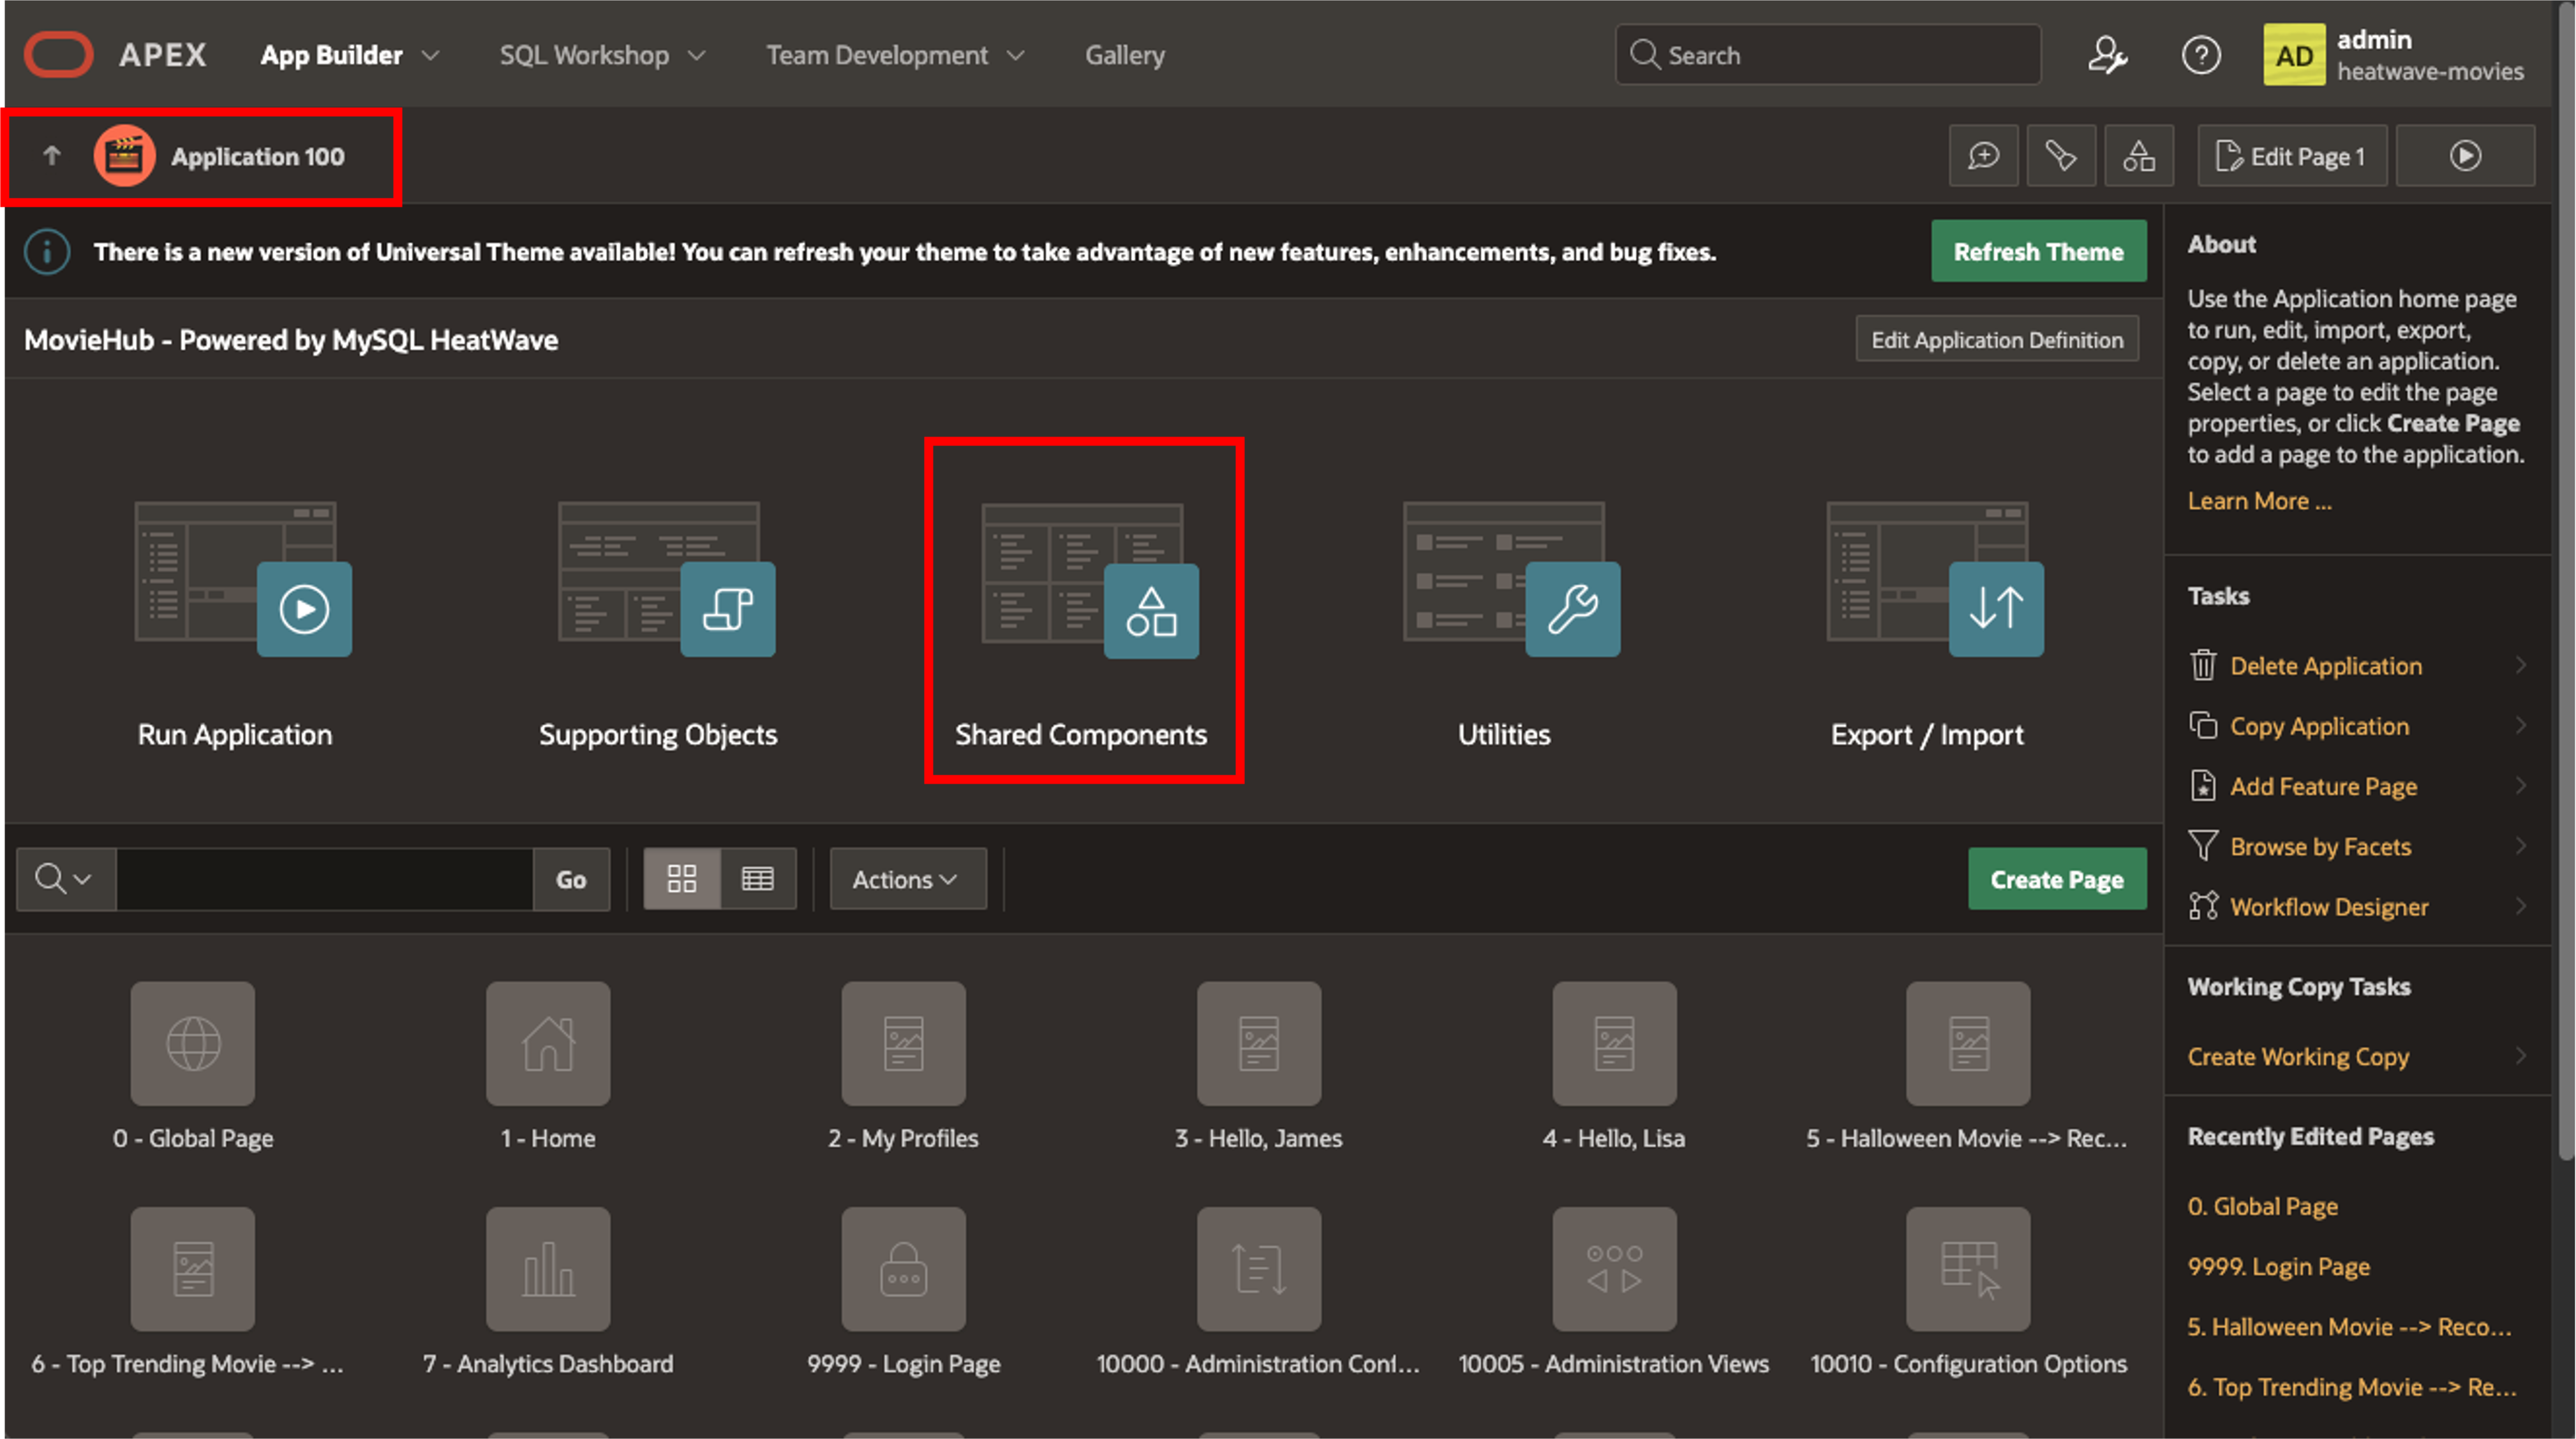 APEX App Builder SQL Workshop Team Development Gallery Search ? AD admin
heatwave-movies
Application 100 Edit Page 1
There is a new version of Universal Theme available! You can refresh your theme to take advantage of new features, enhancements, and bug fixes. Refresh Theme
MovieHub - Powered by MySQL HeatWave Edit Application Definition
Run Application Supporting Objects Shared Components Utilities Export / Import
Go Actions Create Page
0 - Global Page 1 - Home 2 - My Profiles 3 - Hello, James 4 - Hello, Lisa 5 - Halloween Movie --> Rec...
6 - Top Trending Movie --> ... 7 - Analytics Dashboard 9999 - Login Page 10000 - Administration Cont... 10005 - Administration Views 10010 - Configuration Options
About
Use the Application home page
to run, edit, import, export,
copy, or delete an application.
Select a page to edit the page
properties, or click Create Page
to add a page to the application.
Learn More ...
Tasks
Delete Application
Copy Application
Add Feature Page
Browse by Facets
Workflow Designer
Working Copy Tasks
Create Working Copy
Recently Edited Pages
0. Global Page
9999. Login Page
5. Halloween Movie --> Reco...
6. Top Trending Movie --> Re...